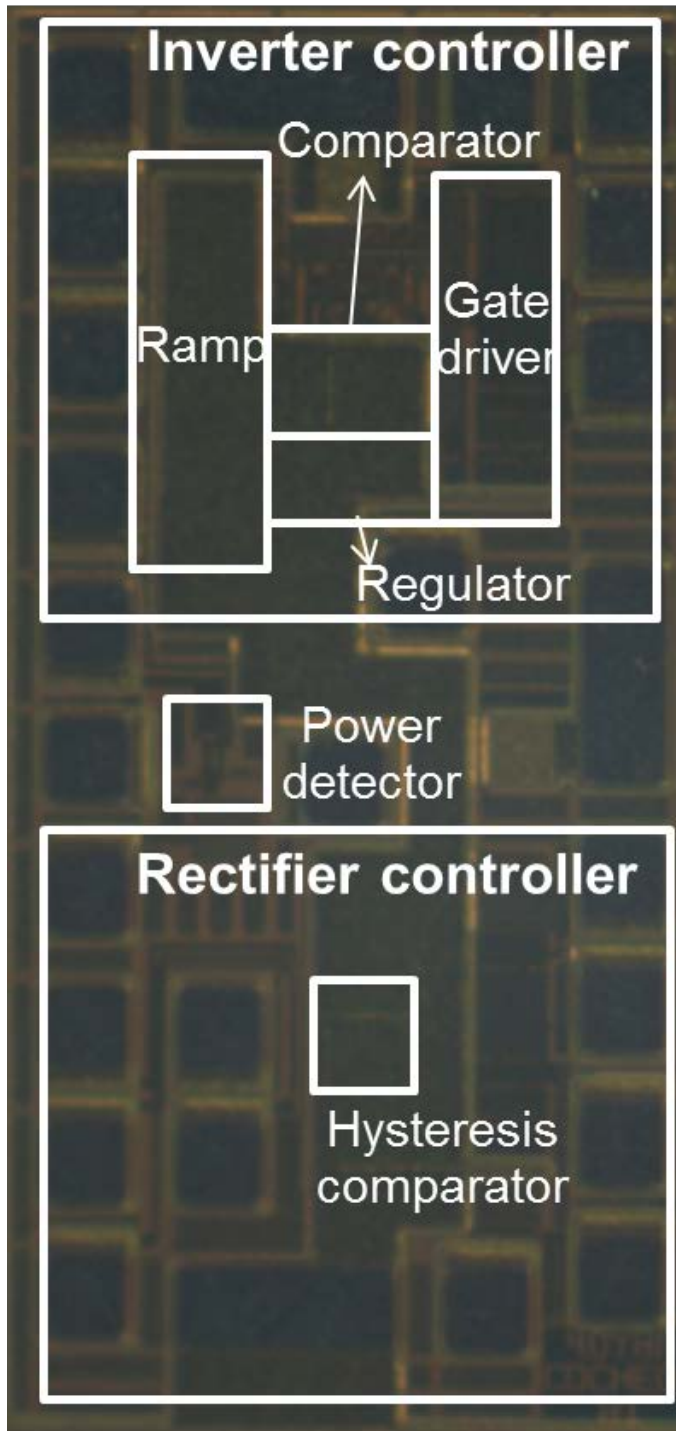 Inverter controller
Comparator
Ramp
Gate
driver
Regulator
Power
detector
Rectifier controller
Hysteresis
comparator